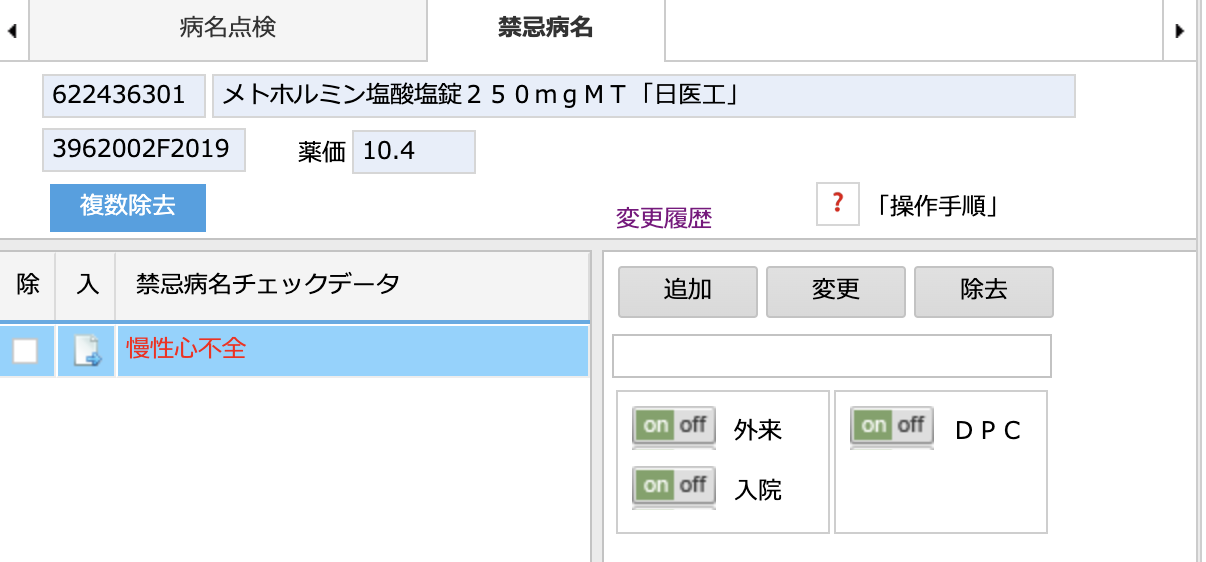 病名点検 禁忌病名
622436301 メトホルミン塩酸塩錠２５０ｍｇＭＴ「日医工」
3962002F2019 薬価 10.4
複数除去 変更履歴 ? 「操作手順」
除 入 禁忌病名チェックデータ
追加 変更 除去
慢性心不全
on off 外来 on off ＤＰＣ
on off 入院